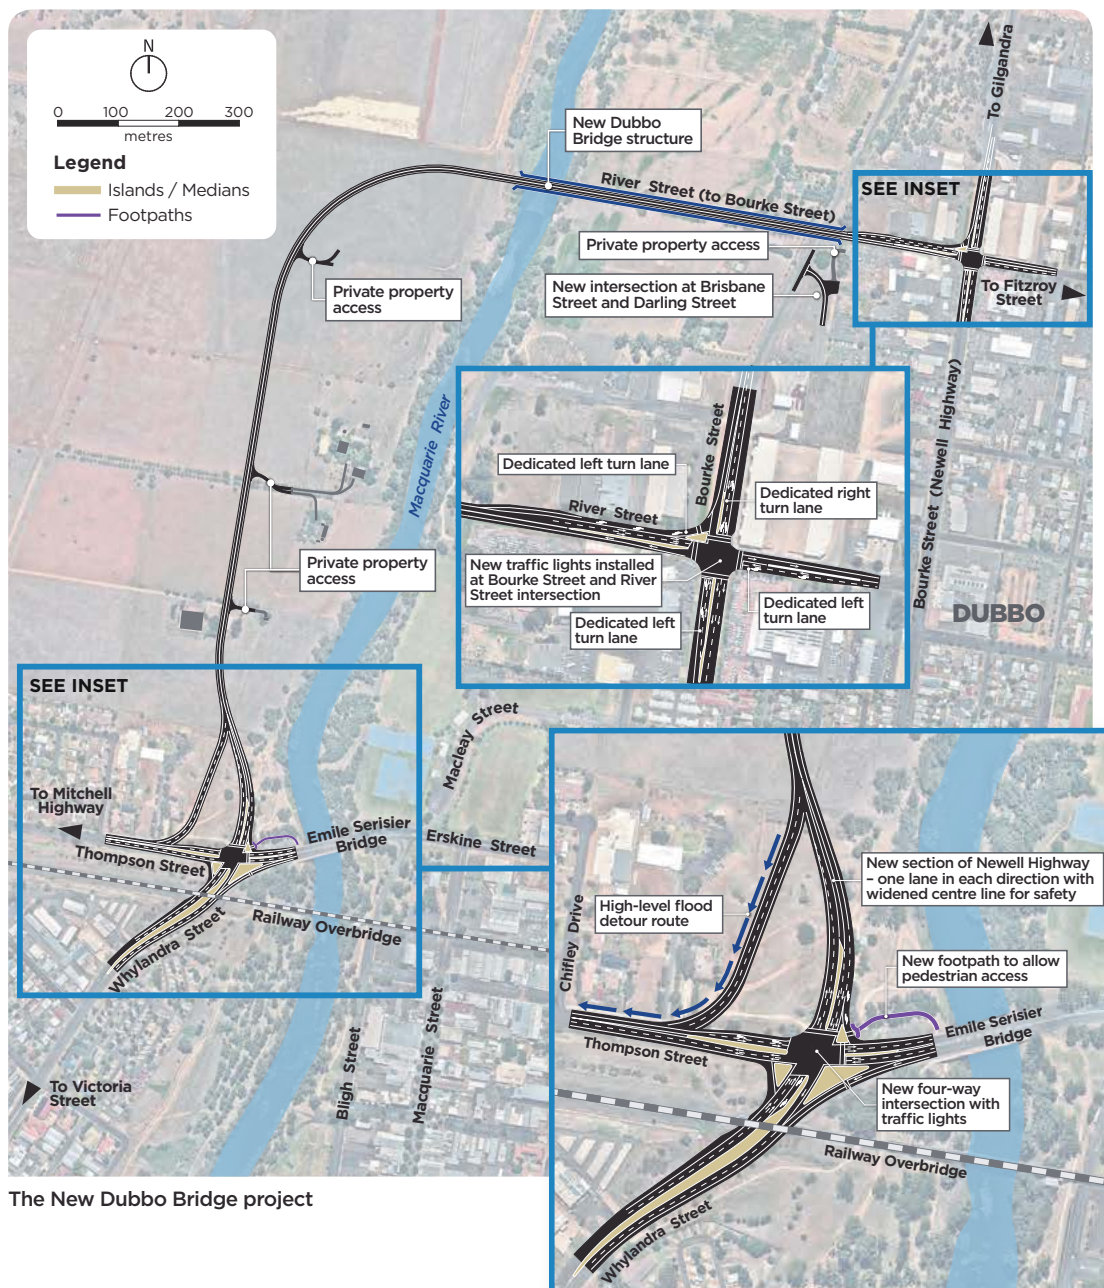 N
0 100 200 300
metres
Legend
Islands / Medians
Footpaths
New Dubbo
Bridge structure
To Gilgandra
River Street (to Bourke Street)
SEE INSET
Private property access
New intersection at Brisbane
Street and Darling Street
To Fitzroy
Street
Private property
access
Macquarie River
Bourke Street (Newell Highway)
DUBBO
Bourke Street
Dedicated left turn lane
Dedicated right
turn lane
River Street
New traffic lights installed
at Bourke Street and River
Street intersection
Dedicated left
turn lane
Dedicated left
turn lane
Private property
access
SEE INSET
To Mitchell
Highway
Thompson Street
Emile Serisier
Bridge
Macleay Street
Erskine Street
Railway Overbridge
Whylandra Street
To Victoria
Street
Bligh Street
Macquarie Street
New section of Newell Highway
– one lane in each direction with
widened centre line for safety
High-level flood
detour route
Chifley Drive
New footpath to allow
pedestrian access
Emile Serisier
Bridge
Thompson Street
New four-way
intersection with
traffic lights
Railway Overbridge
Whylandra Street
The New Dubbo Bridge project